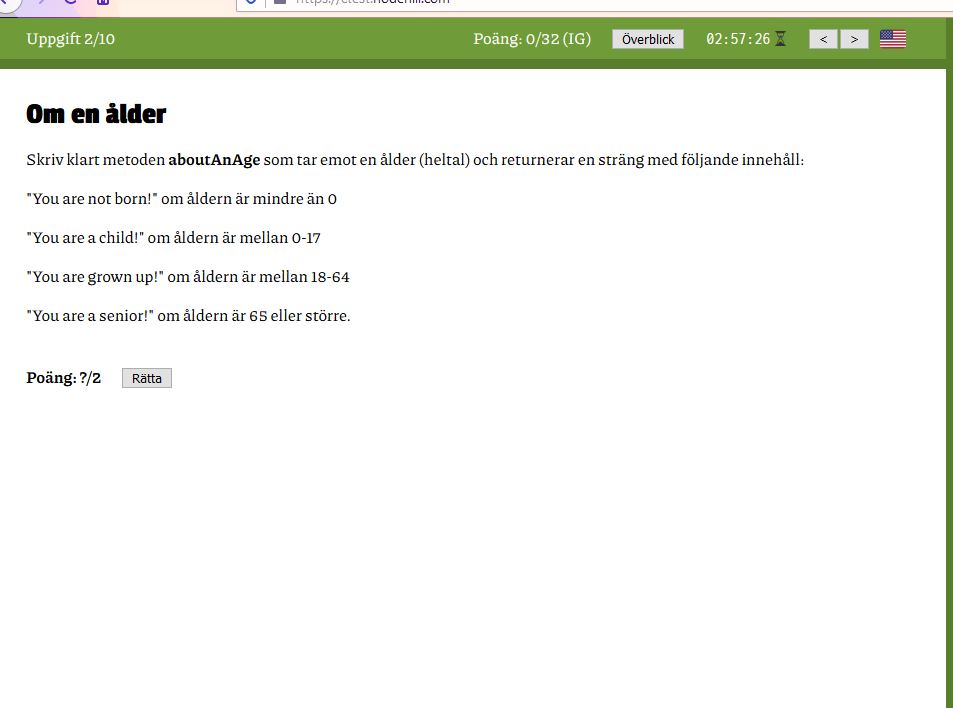 Uppgift 2/10 Poäng: 0/32 (IG) Överblick 02:57:26 < >
Om en ålder
Skriv klart metoden aboutAnAge som tar emot en ålder (heltal) och returnerar en sträng med följande innehåll:
"You are not born!" om åldern är mindre än 0
"You are a child!" om åldern är mellan 0-17
"You are grown up!" om åldern är mellan 18-64
"You are a senior!" om åldern är 65 eller större.
Poäng: ?/2 Rätta